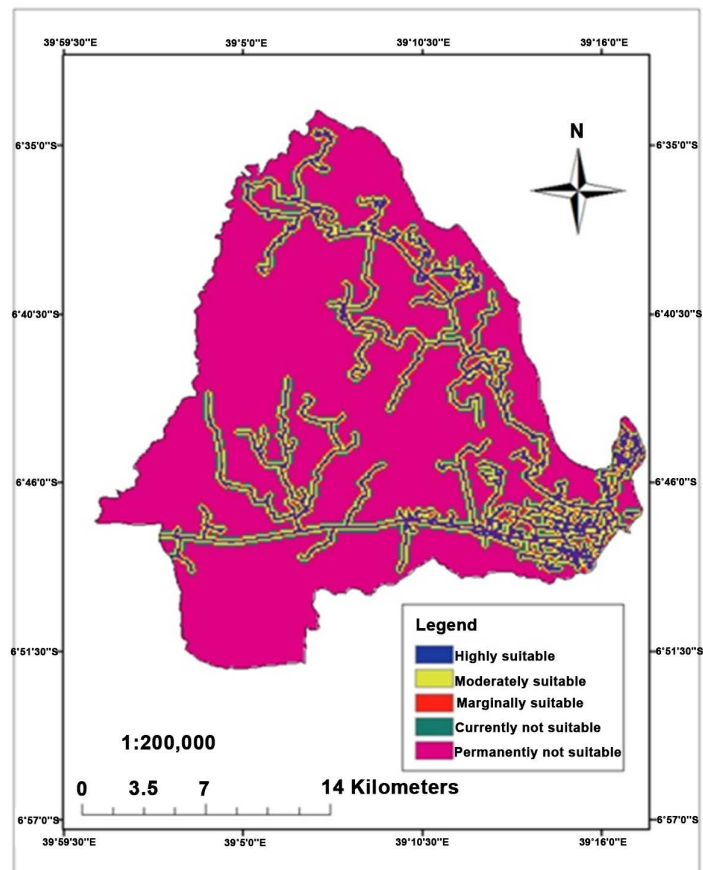 39°59'30"E 39°5'0"E 39°10'30"E 39°16'0"E
N
6°35'0"S 6°35'0"S
6°40'30"S 6°40'30"S
6°46'0"S 6°46'0"S
6°51'30"S 6°51'30"S
6°57'0"S 6°57'0"S
Legend
Highly suitable
Moderately suitable
Marginally suitable
Currently not suitable
Permanently not suitable
1:200,000
0 3.5 7 14 Kilometers
39°59'30"E 39°5'0"E 39°10'30"E 39°16'0"E